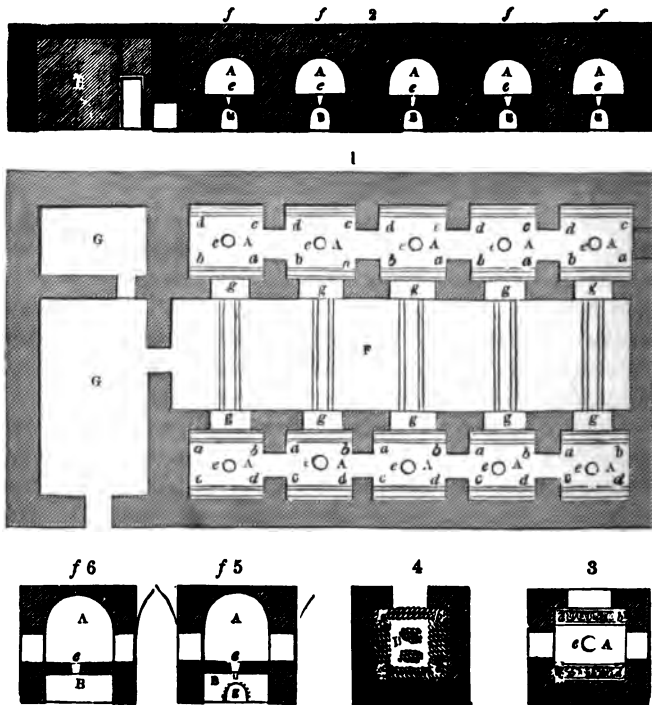 f f 2 f f
A A A A A
e e e e e
B B B B
1
G d c d c d c d c d c
e A e A e A e A e A
b a b a b a b a b a
g g g g g
F
G
g g g g g
a b a b a b a b a b
e A e A e A e A e A
c d c d c d c d c d
f 6 f 5 4 3
A A
e A
e e
B B
g